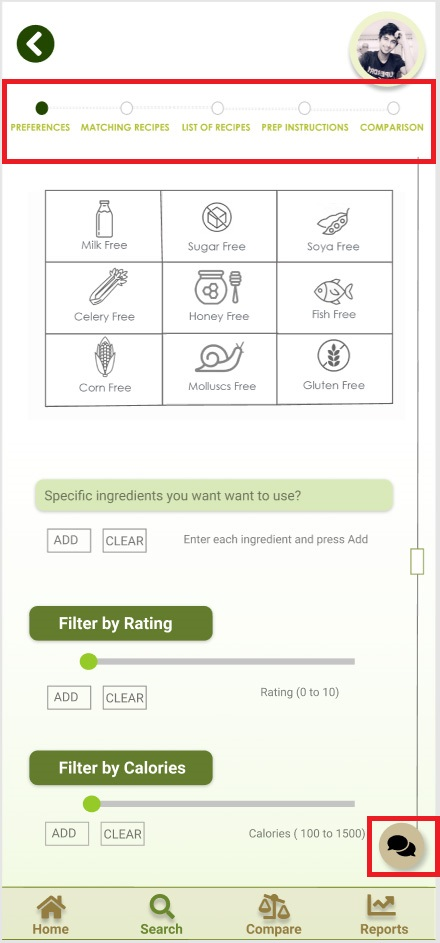 PREFERENCES MATCHING RECIPES LIST OF RECIPES PREP INSTRUCTIONS COMPARISON
Milk Free Sugar Free Soya Free
Celery Free Honey Free Fish Free
Corn Free Molluscs Free Gluten Free
Specific ingredients you want want to use?
ADD CLEAR Enter each ingredient and press Add
Filter by Rating
ADD CLEAR Rating (0 to 10)
Filter by Calories
ADD CLEAR Calories ( 100 to 1500)
Home Search Compare Reports